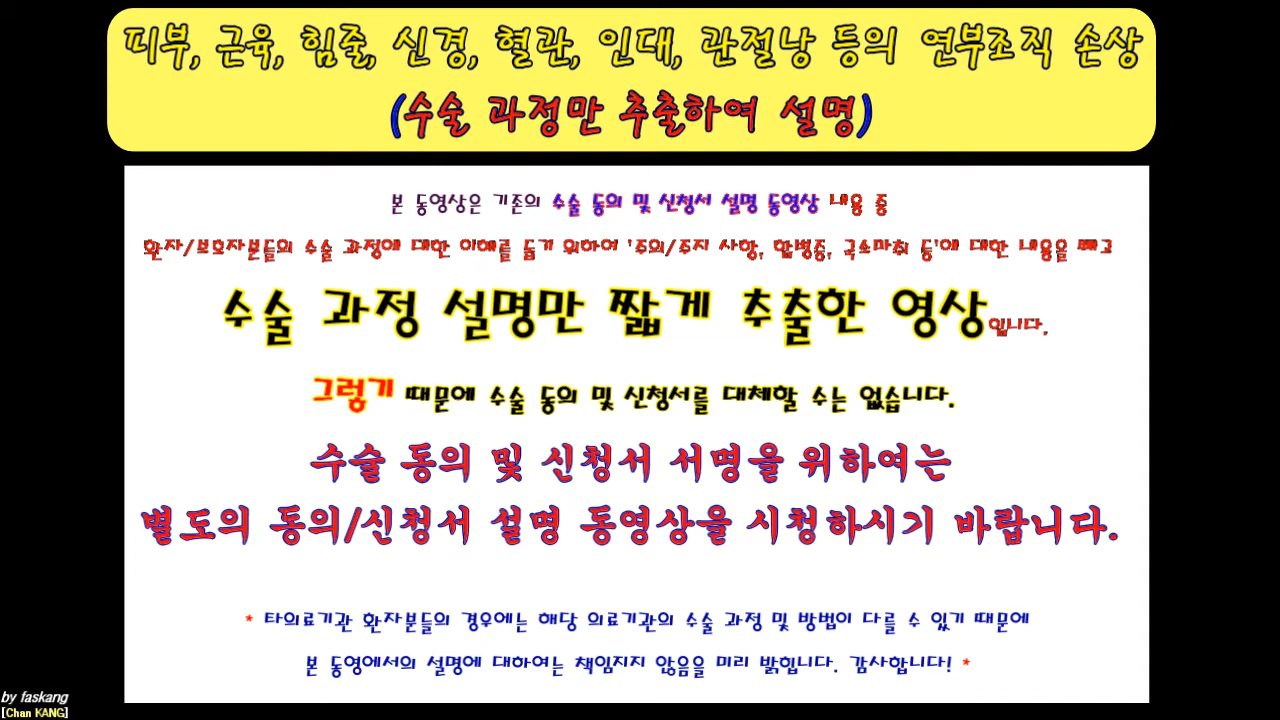 피부, 근육, 힘줄, 신경, 혈관, 인대, 관절낭 등의 연부조직 손상
(수술 과정만 추출하여 설명)
본 동영상은 기존의 수술 동의 및 신청서 설명 동영상 내용 중
환자/보호자분들의 수술 과정에 대한 이해를 돕기 위하여 '주의/주지 사항, 합병증, 국소마취 등'에 대한 내용을 빼고
수술 과정 설명만 짧게 추출한 영상입니다.
그렇기 때문에 수술 동의 및 신청서를 대체할 수는 없습니다.
수술 동의 및 신청서 서명을 위하여는
별도의 동의/신청서 설명 동영상을 시청하시기 바랍니다.
* 타의료기관 환자분들의 경우에는 해당 의료기관의 수술 과정 및 방법이 다를 수 있기 때문에
본 동영에서의 설명에 대하여는 책임지지 않음을 미리 밝힙니다. 감사합니다! *
by faskang
[Chan KANG]